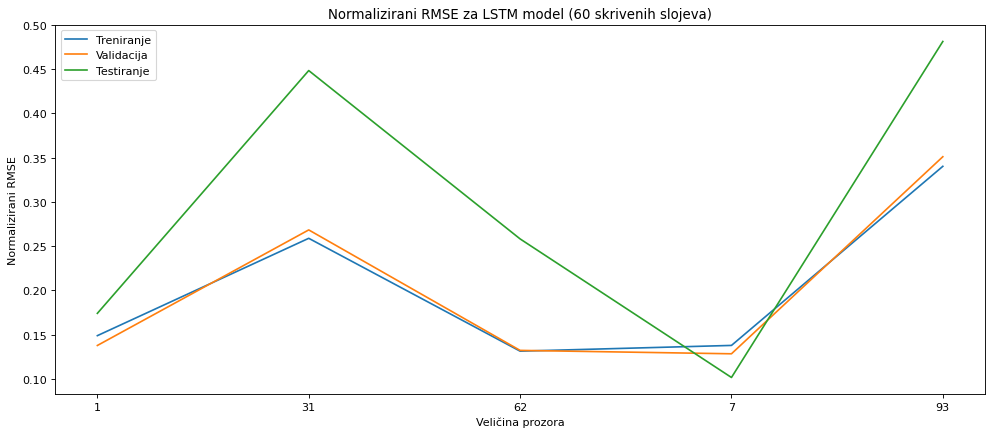 Normalizirani RMSE za LSTM model (60 skrivenih slojeva)
Treniranje
Validacija
Testiranje
Normalizirani RMSE
0.50
0.45
0.40
0.35
0.30
0.25
0.20
0.15
0.10
1 31 62 7 93
Veličina prozora